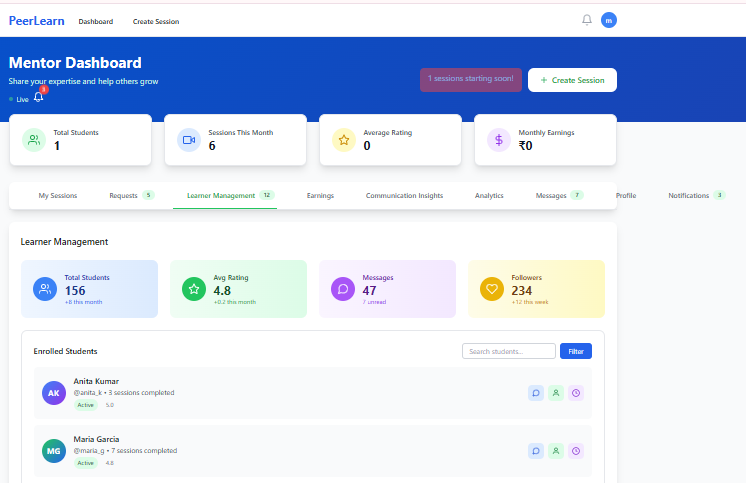 PeerLearn Dashboard Create Session m
Mentor Dashboard
Share your expertise and help others grow
Live 3
1 sessions starting soon!
+ Create Session
Total Students
1
Sessions This Month
6
Average Rating
0
Monthly Earnings
₹0
My Sessions Requests 5 Learner Management 12 Earnings Communication Insights Analytics Messages 7 Profile Notifications 3
Learner Management
Total Students
156
+8 this month
Avg Rating
4.8
+0.2 this month
Messages
47
7 unread
Followers
234
+12 this week
Enrolled Students
Search students... Filter
AK
Anita Kumar
@anita_k • 3 sessions completed
Active 5.0
MG
Maria Garcia
@maria_g • 7 sessions completed
Active 4.8